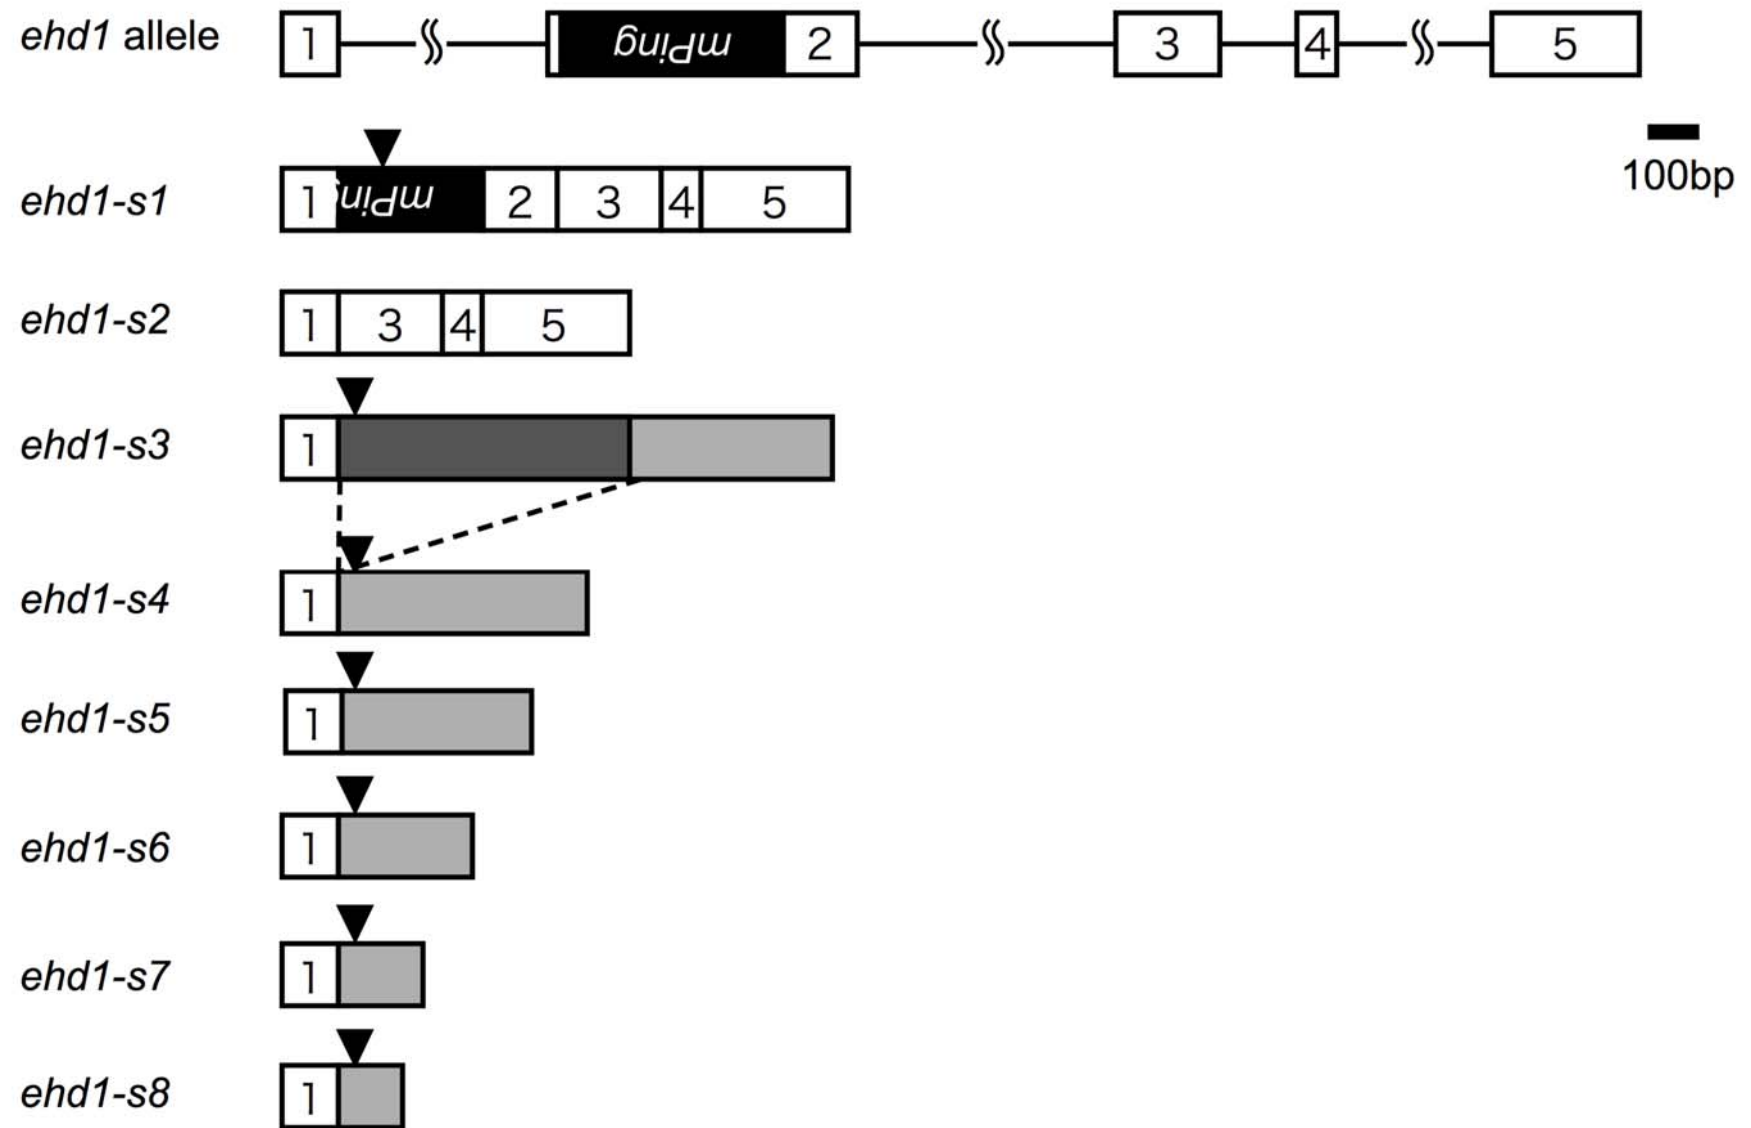 ehd1 allele 1 mPing 2 3 4 5
100bp
ehd1-s1 1 mPing 2 3 4 5
ehd1-s2 1 3 4 5
ehd1-s3 1
ehd1-s4 1
ehd1-s5 1
ehd1-s6 1
ehd1-s7 1
ehd1-s8 1